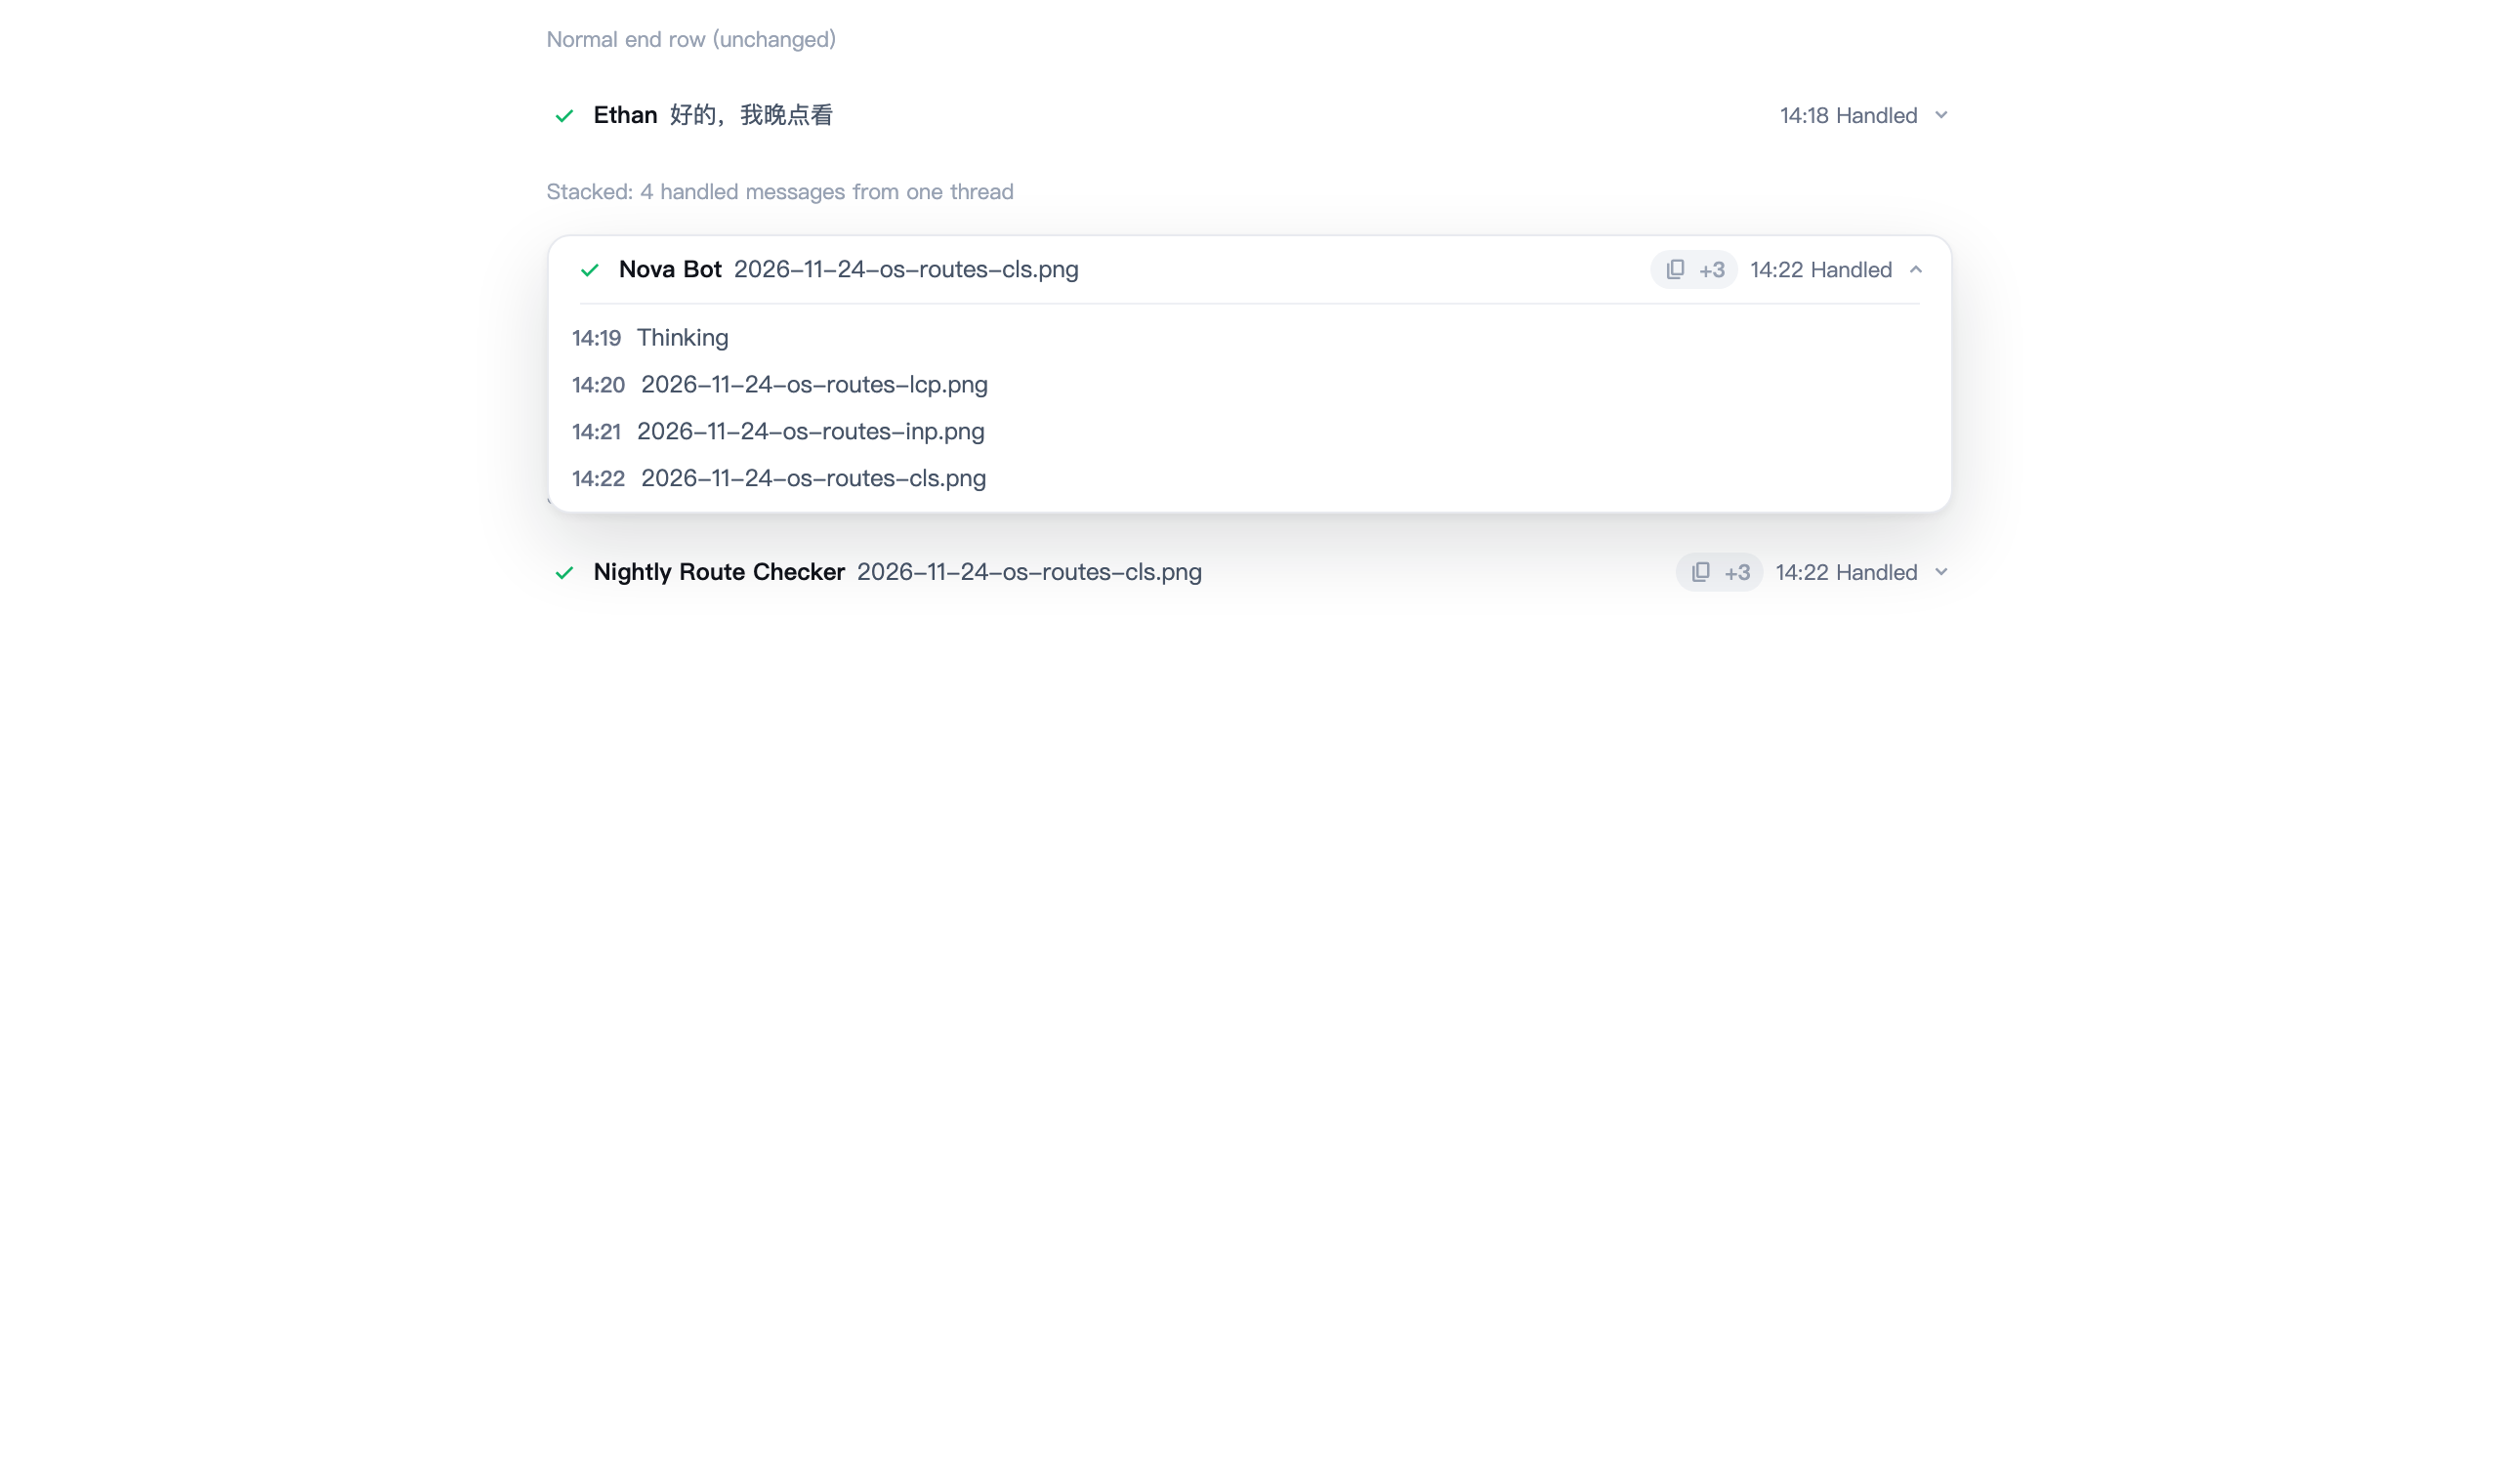 Normal end row (unchanged)
Ethan 好的，我晚点看 14:18 Handled
Stacked: 4 handled messages from one thread
Nova Bot 2026-11-24-os-routes-cls.png +3 14:22 Handled
14:19 Thinking
14:20 2026-11-24-os-routes-lcp.png
14:21 2026-11-24-os-routes-inp.png
14:22 2026-11-24-os-routes-cls.png
Nightly Route Checker 2026-11-24-os-routes-cls.png +3 14:22 Handled